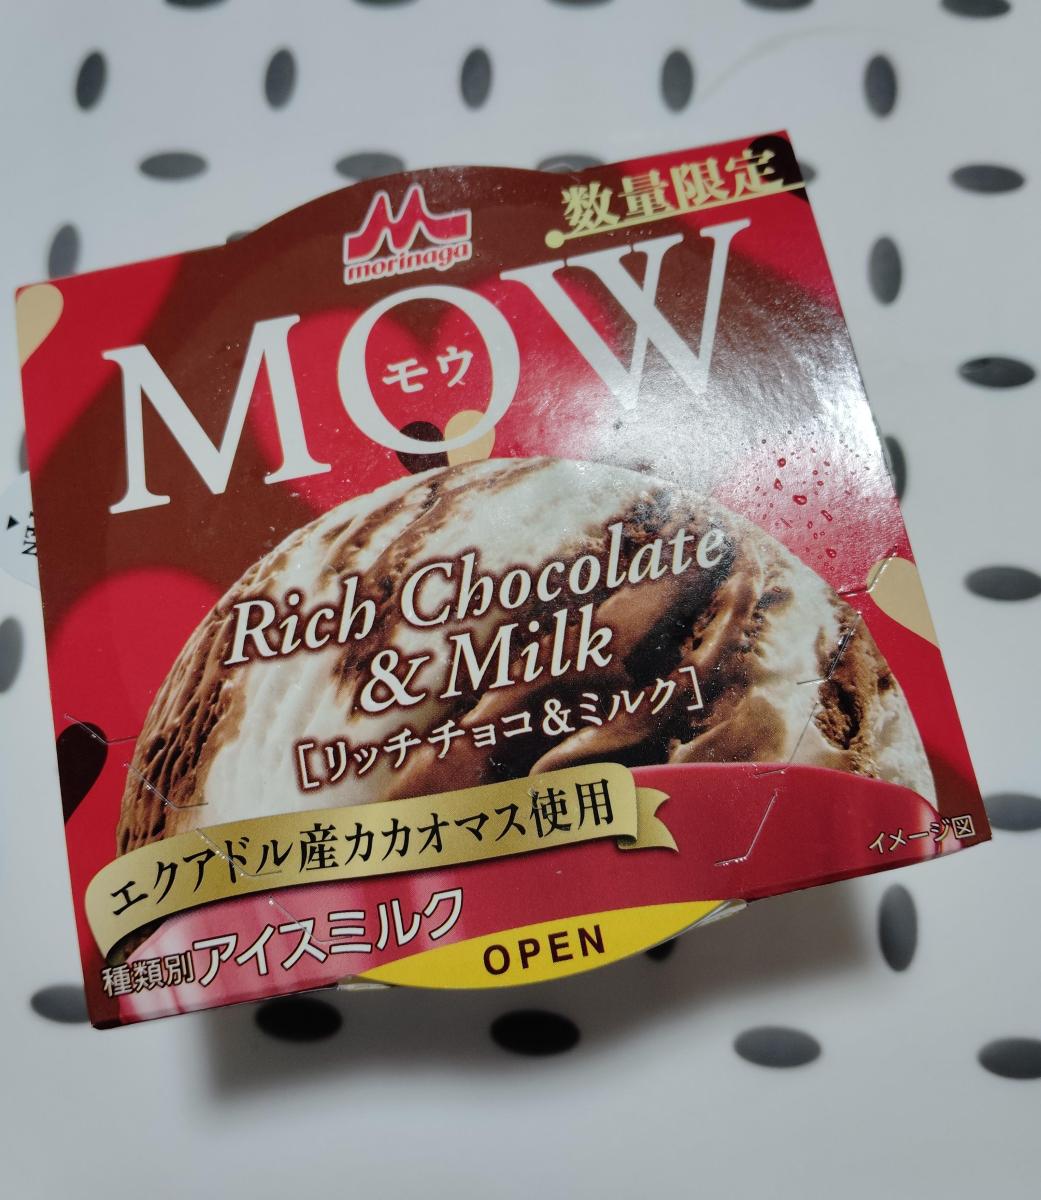 数量限定
morinaga
MOW
モウ
Rich Chocolate
& Milk
[リッチチョコ&ミルク]
エクアドル産カカオマス使用
イメージ図
種類別アイスミルク
OPEN